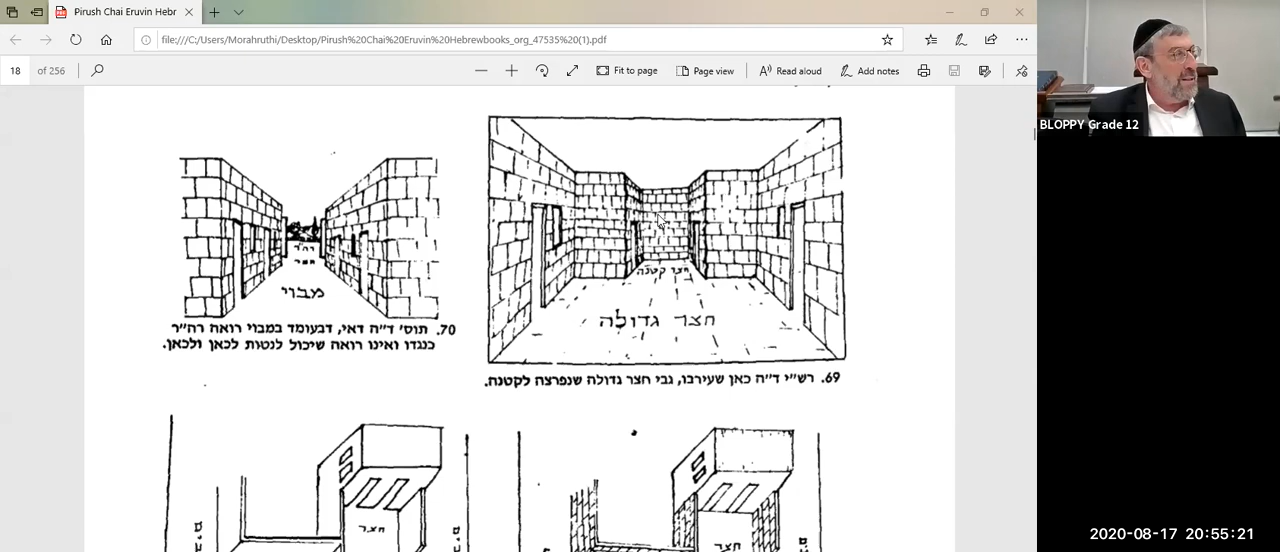 Pirush Chai Eruvin Hebr
file:///C:/Users/Morahruthi/Desktop/Pirush%20Chai%20Eruvin%20Hebrewbooks_org_47535%20(1).pdf
18 of 256
Fit to page
Page view
Read aloud
Add notes
BLOPPY Grade 12
רה"ר
חצר
מבוי
חצר קטנה
חצר גדולה
70. תוס' ד"ה דאי, דבעומד במבוי רואה רה"ר
כנגדו ואינו רואה שיכול לנטות לכאן ולכאן.
69. רש"י ד"ה כאן שעירבו, גבי חצר גדולה שנפרצה לקטנה.
חצר
חצר
2020-08-17 20:55:21